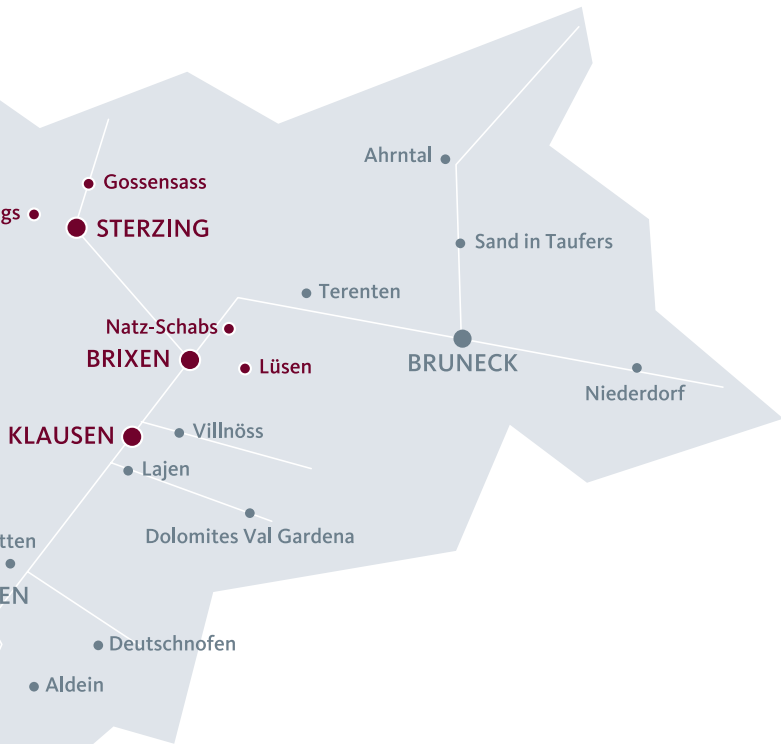 Ahrntal
Gossensass
gs
STERZING
Sand in Taufers
Terenten
Natz-Schabs
BRIXEN
Lüsen
BRUNECK
Niederdorf
KLAUSEN
Villnöss
Lajen
Dolomites Val Gardena
tten
EN
Deutschnofen
Aldein